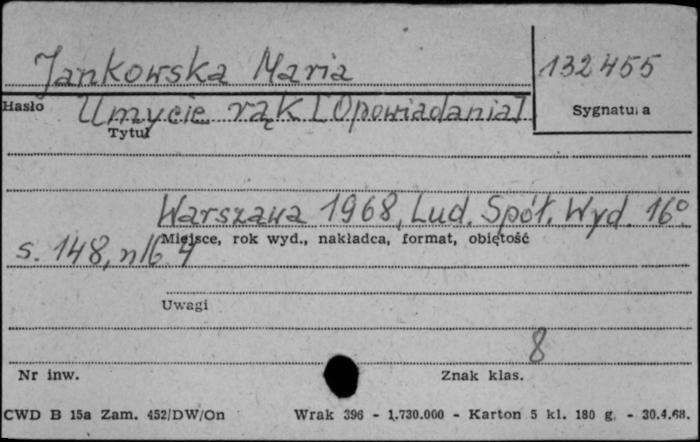 Jankowska Maria
132455
Hasło
Umycie rąk [Opowiadania]
Sygnatura
Tytuł
Warszawa 1968, Lud. Spół. Wyd. 16°
Miejsce, rok wyd., nakładca, format, objętość
s. 148, nlb 4
Uwagi
8
Nr inw.
Znak klas.
CWD B 15a Zam. 452/DW/On
Wrak 396 - 1.730.000 - Karton 5 kl. 180 g. - 30.4.68.